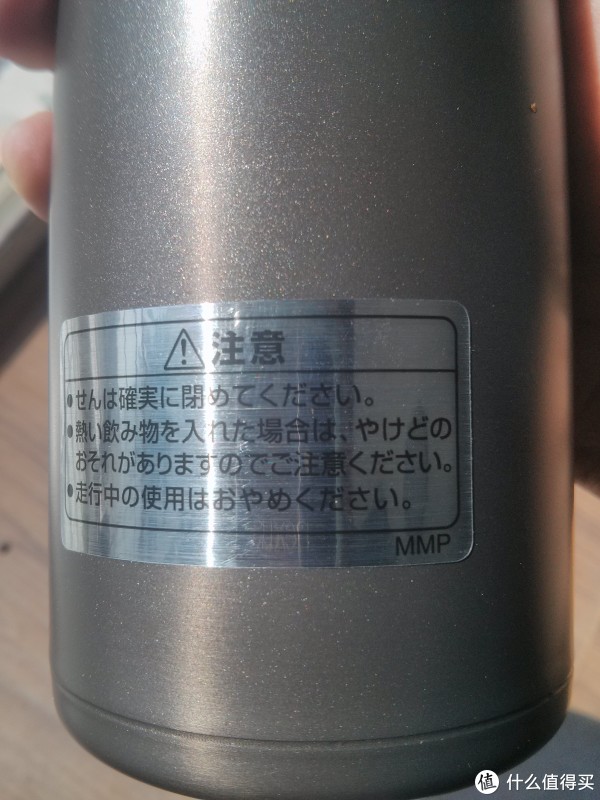 ⚠注意
●せんは確実に閉めてください。
●熱い飲み物を入れた場合は、やけどの
おそれがありますのでご注意ください。
●走行中の使用はおやめください。
MMP
值 什么值得买